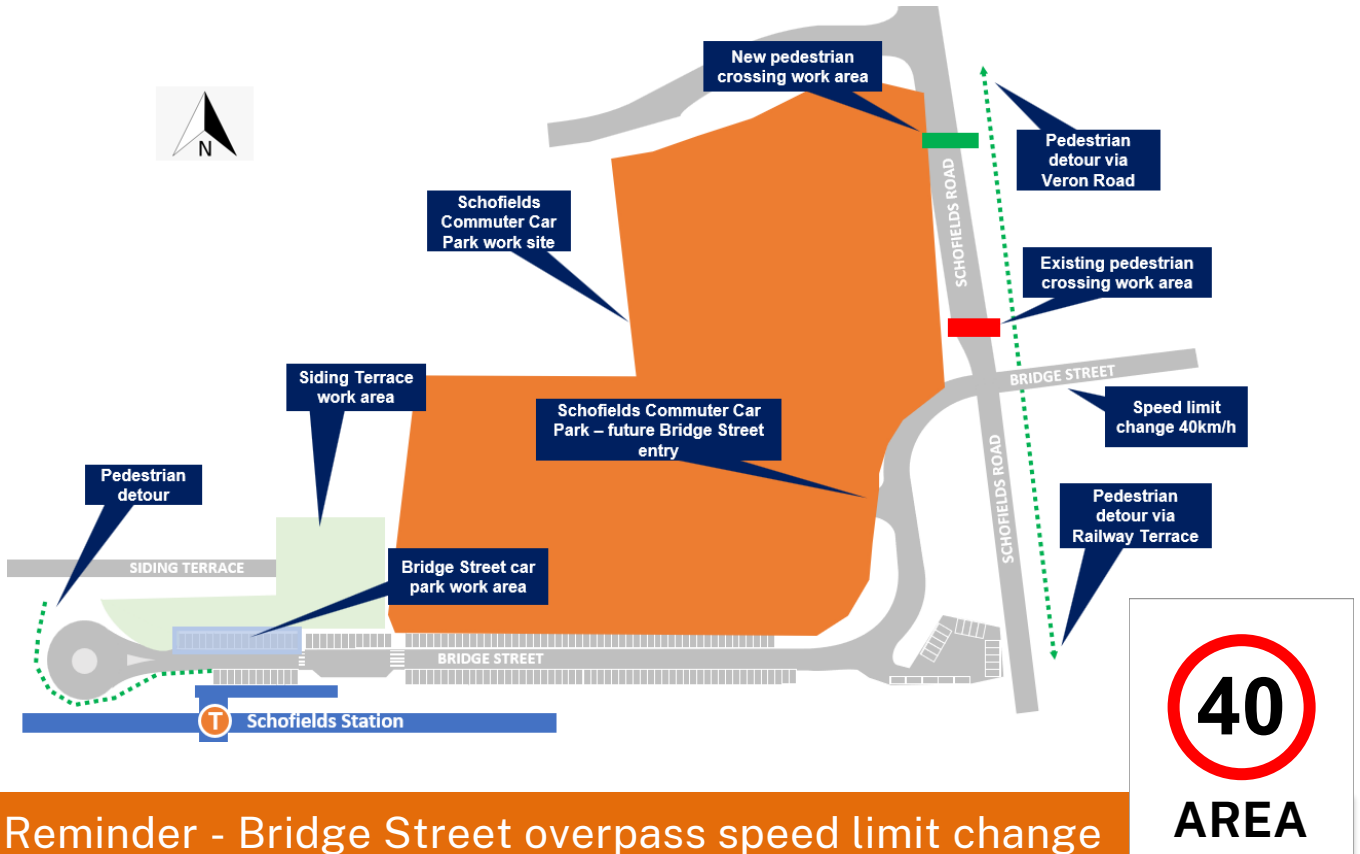 New pedestrian
crossing work area
N
Pedestrian
detour via
Veron Road
SCHOFIELDS ROAD
Schofields
Commuter Car
Park work site
Existing pedestrian
crossing work area
BRIDGE STREET
Siding Terrace
work area
Schofields Commuter Car
Park – future Bridge Street
entry
Speed limit
change 40km/h
SCHOFIELDS ROAD
Pedestrian
detour
Pedestrian
detour via
Railway Terrace
SIDING TERRACE
Bridge Street car
park work area
BRIDGE STREET
T
Schofields Station
40
AREA
Reminder - Bridge Street overpass speed limit change